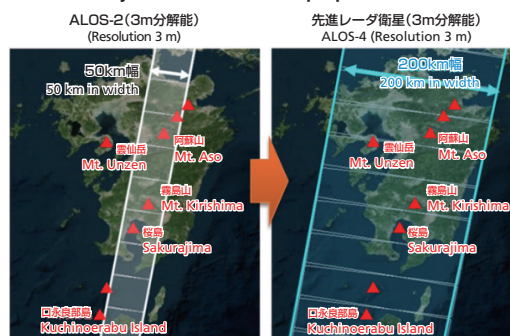 ALOS-2(3m分解能)
(Resolution 3 m)
50km幅
50 km in width
雲仙岳
Mt. Unzen
阿蘇山
Mt. Aso
霧島山
Mt. Kirishima
桜島
Sakurajima
口永良部島
Kuchinoerabu Island
先進レーダ衛星(3m分解能)
ALOS-4 (Resolution 3 m)
200km幅
200 km in width
雲仙岳
Mt. Unzen
阿蘇山
Mt. Aso
霧島山
Mt. Kirishima
桜島
Sakurajima
口永良部島
Kuchinoerabu Island